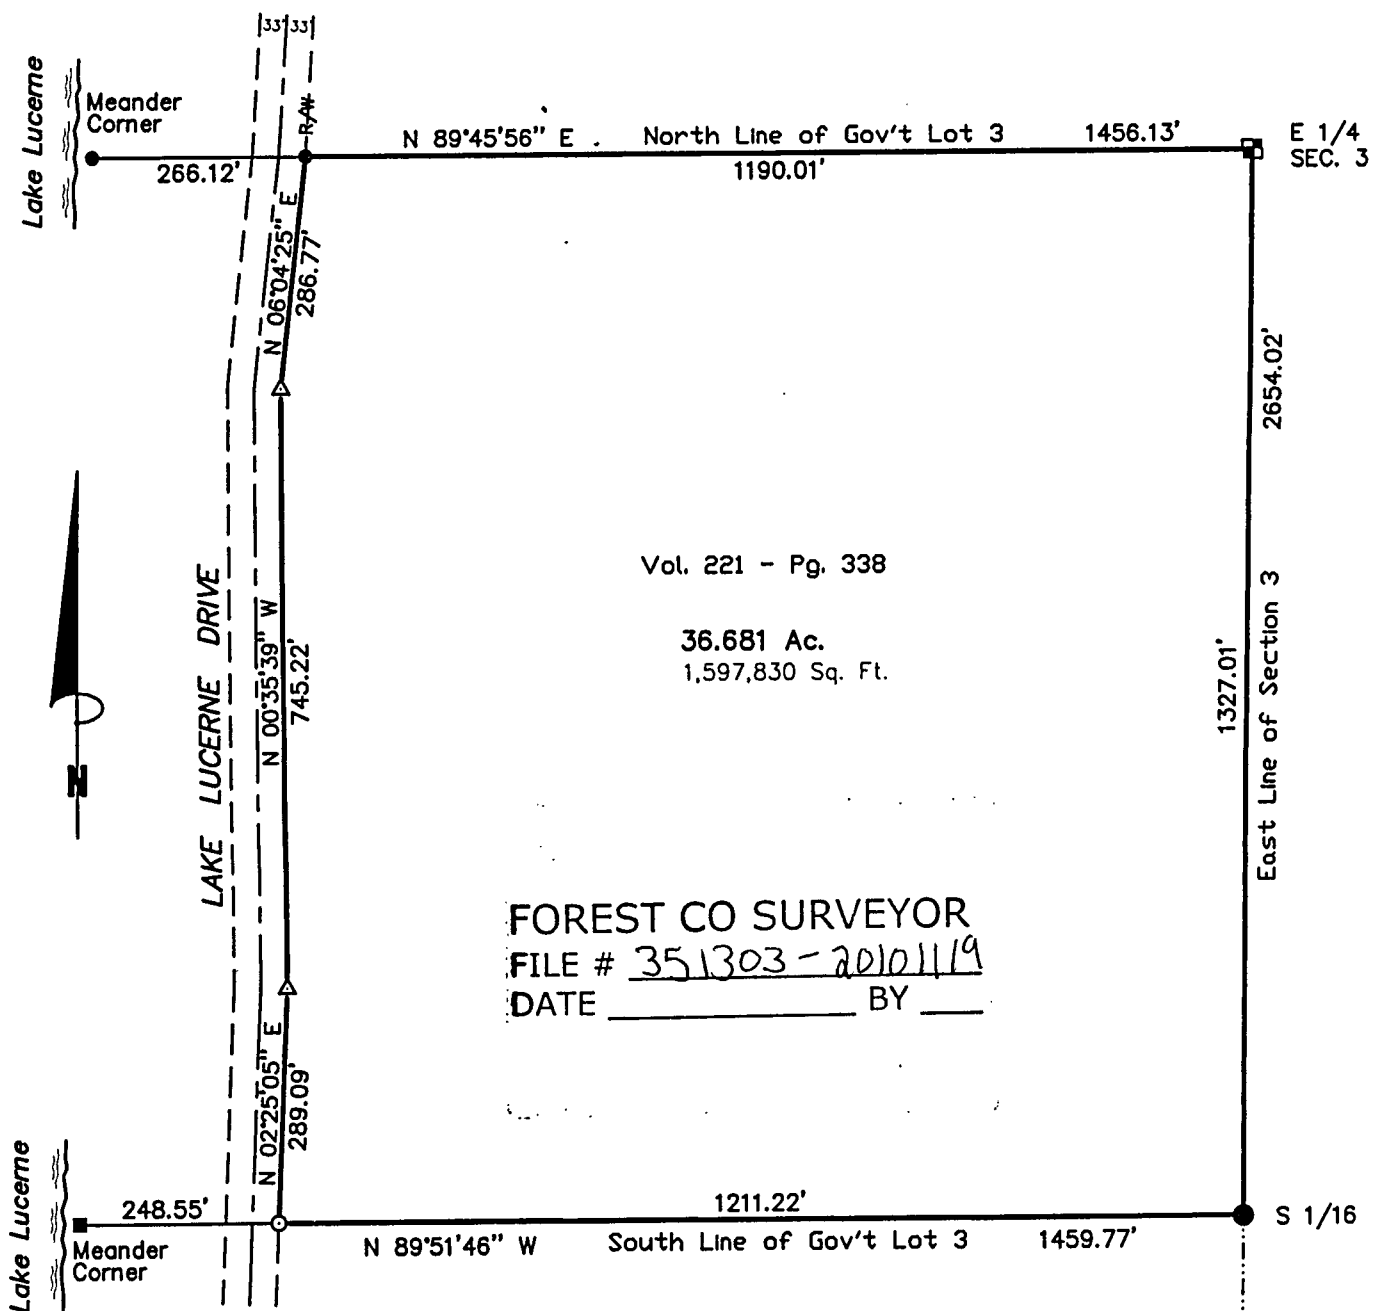 33' 33'
Lake Lucerne
Meander
Corner
R/W
N 89°45'56" E
North Line of Gov't Lot 3
1456.13'
E 1/4
SEC. 3
266.12'
1190.01'
N 06°04'25" E
286.77'
2654.02'
Vol. 221 - Pg. 338
36.681 Ac.
1,597,830 Sq. Ft.
LAKE LUCERNE DRIVE
N 00°35'39" W
745.22'
1327.01'
East Line of Section 3
N
FOREST CO SURVEYOR
FILE # 351303-20101119
DATE BY
N 02°25'05" E
289.09'
Lake Lucerne
248.55'
1211.22'
S 1/16
Meander
Corner
N 89°51'46" W
South Line of Gov't Lot 3
1459.77'